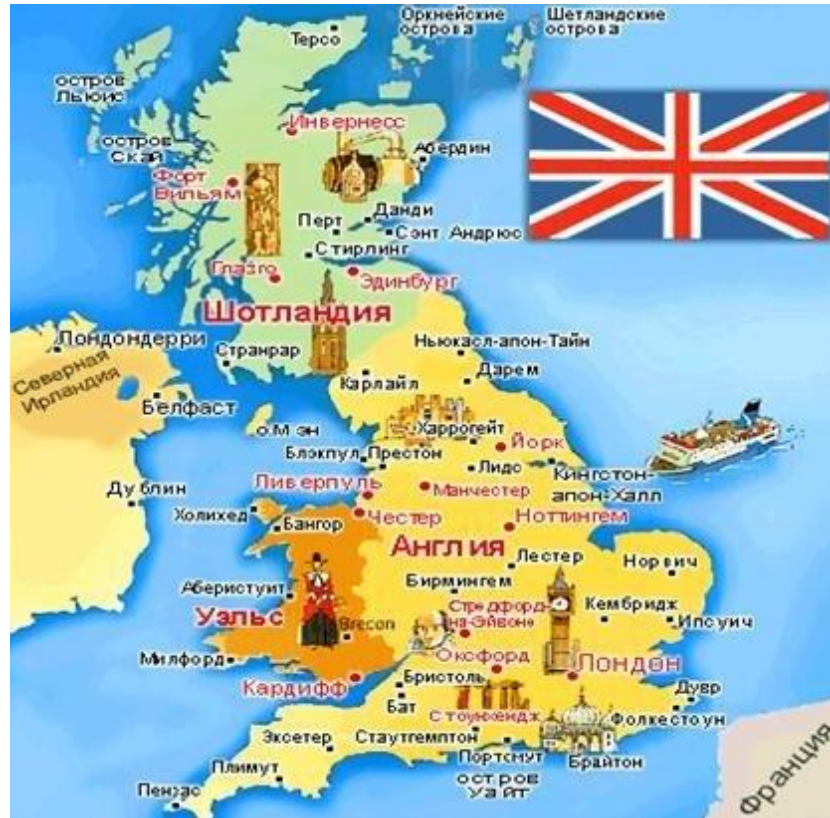 Оркнейские
острова
Шетландские
острова
Терсо
остров
Льюис
остров
Скай
Инвернесс
Абердин
Форт
Вильям
Данди
Перт
Сэнт Андрюс
Стирлинг
Глазго
Эдинбург
Шотландия
Лондондерри
Странрар
Ньюкасл-апон-Тайн
Северная
Ирландия
Карлайл
Дарем
Белфаст
о.Мэн
Харрогейт
Йорк
Блэкпул
Престон
Лидс
Кингстон-
апон-Халл
Ливерпуль
Манчестер
Дублин
Холихед
Честер
Ноттингем
Бангор
Англия
Лестер
Норвич
Аберистуит
Бирмингем
Уэльс
Стредфорд-
на-Эйвоне
Кембридж
Ипсуич
Brecon
Милфорд
Оксфорд
Лондон
Кардифф
Бристоль
Бат
Дувр
Стоунхендж
Фолкестоун
Эксетер
Стаутгемптон
Портсмут
Брайтон
остров
Уайт
Плимут
Пензас
Франция